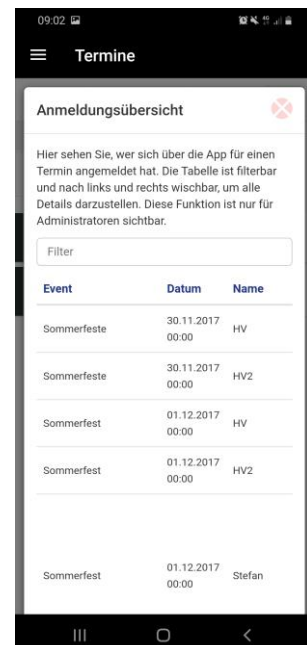 09:02
Termine
Anmeldungsübersicht
Hier sehen Sie, wer sich über die App für einen
Termin angemeldet hat. Die Tabelle ist filterbar
und nach links und rechts wischbar, um alle
Details darzustellen. Diese Funktion ist nur für
Administratoren sichtbar.
Filter
Event Datum Name
Sommerfeste 30.11.2017 00:00 HV
Sommerfeste 30.11.2017 00:00 HV2
Sommerfest 01.12.2017 00:00 HV
Sommerfest 01.12.2017 00:00 HV2
Sommerfest 01.12.2017 00:00 Stefan